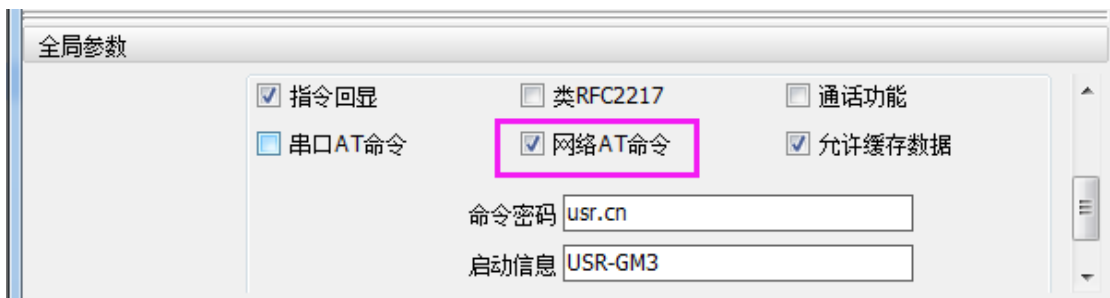 全局参数
指令回显 类RFC2217 通话功能
串口AT命令 网络AT命令 允许缓存数据
命令密码 usr.cn
启动信息 USR-GM3